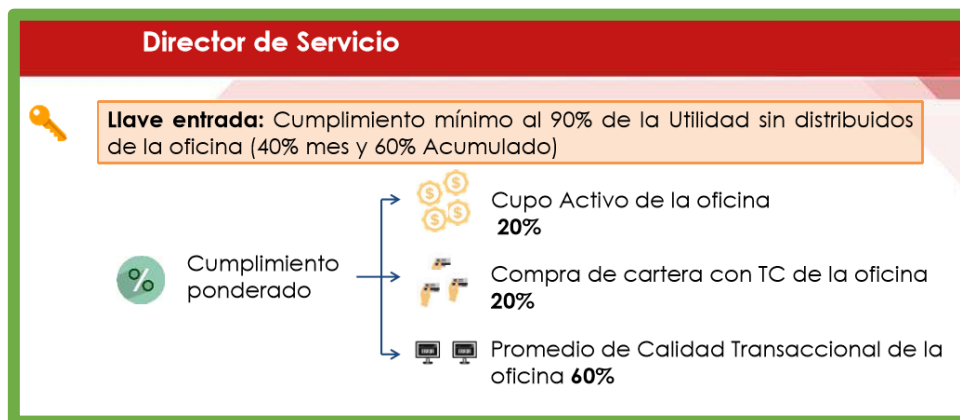 Director de Servicio
Llave entrada: Cumplimiento mínimo al 90% de la Utilidad sin distribuidos
de la oficina (40% mes y 60% Acumulado)
Cupo Activo de la oficina
20%
%
Cumplimiento
ponderado
Compra de cartera con TC de la oficina
20%
Promedio de Calidad Transaccional de la
oficina 60%